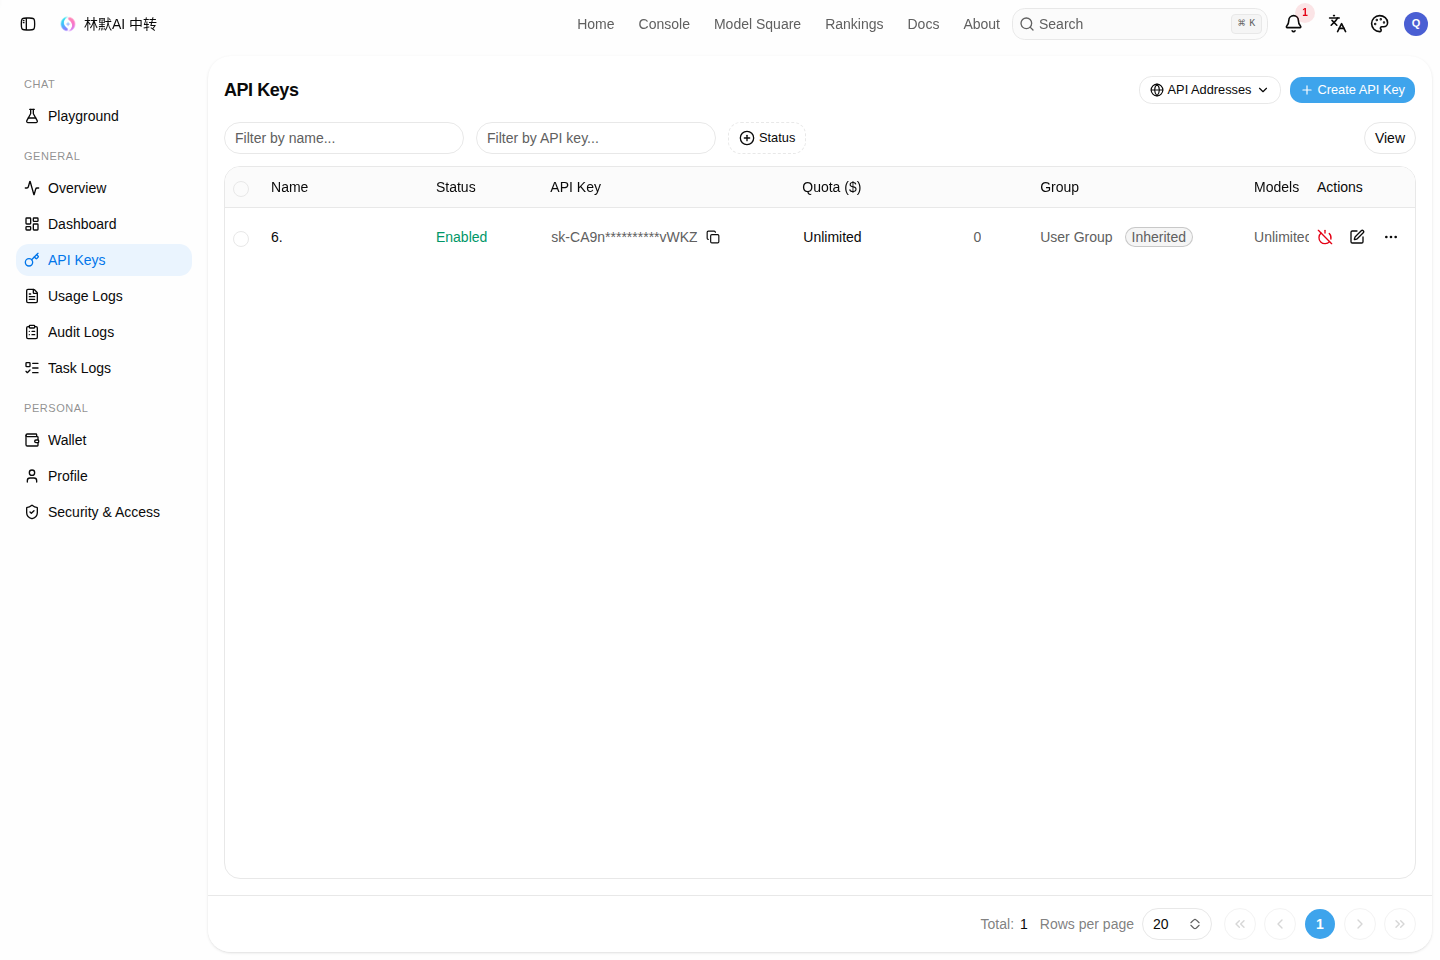 林默AI 中转
Home Console Model Square Rankings Docs About Search ⌘ K 1 Q
CHAT
Playground
GENERAL
Overview
Dashboard
API Keys
Usage Logs
Audit Logs
Task Logs
PERSONAL
Wallet
Profile
Security & Access
API Keys
API Addresses Create API Key
Filter by name... Filter by API key... Status View
Name Status API Key Quota ($) Group Models Actions
6. Enabled sk-CA9n**********vWKZ Unlimited 0 User Group Inherited Unlimited
Total: 1 Rows per page 20 1